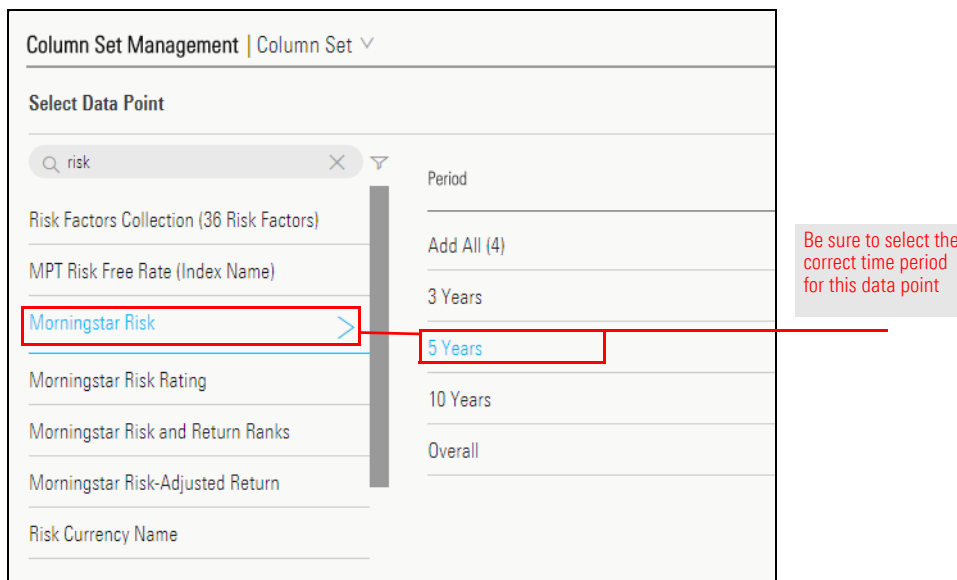 Column Set Management | Column Set
Select Data Point
risk
Risk Factors Collection (36 Risk Factors)
MPT Risk Free Rate (Index Name)
Morningstar Risk
Morningstar Risk Rating
Morningstar Risk and Return Ranks
Morningstar Risk-Adjusted Return
Risk Currency Name
Period
Add All (4)
3 Years
5 Years
10 Years
Overall
Be sure to select the
correct time period
for this data point